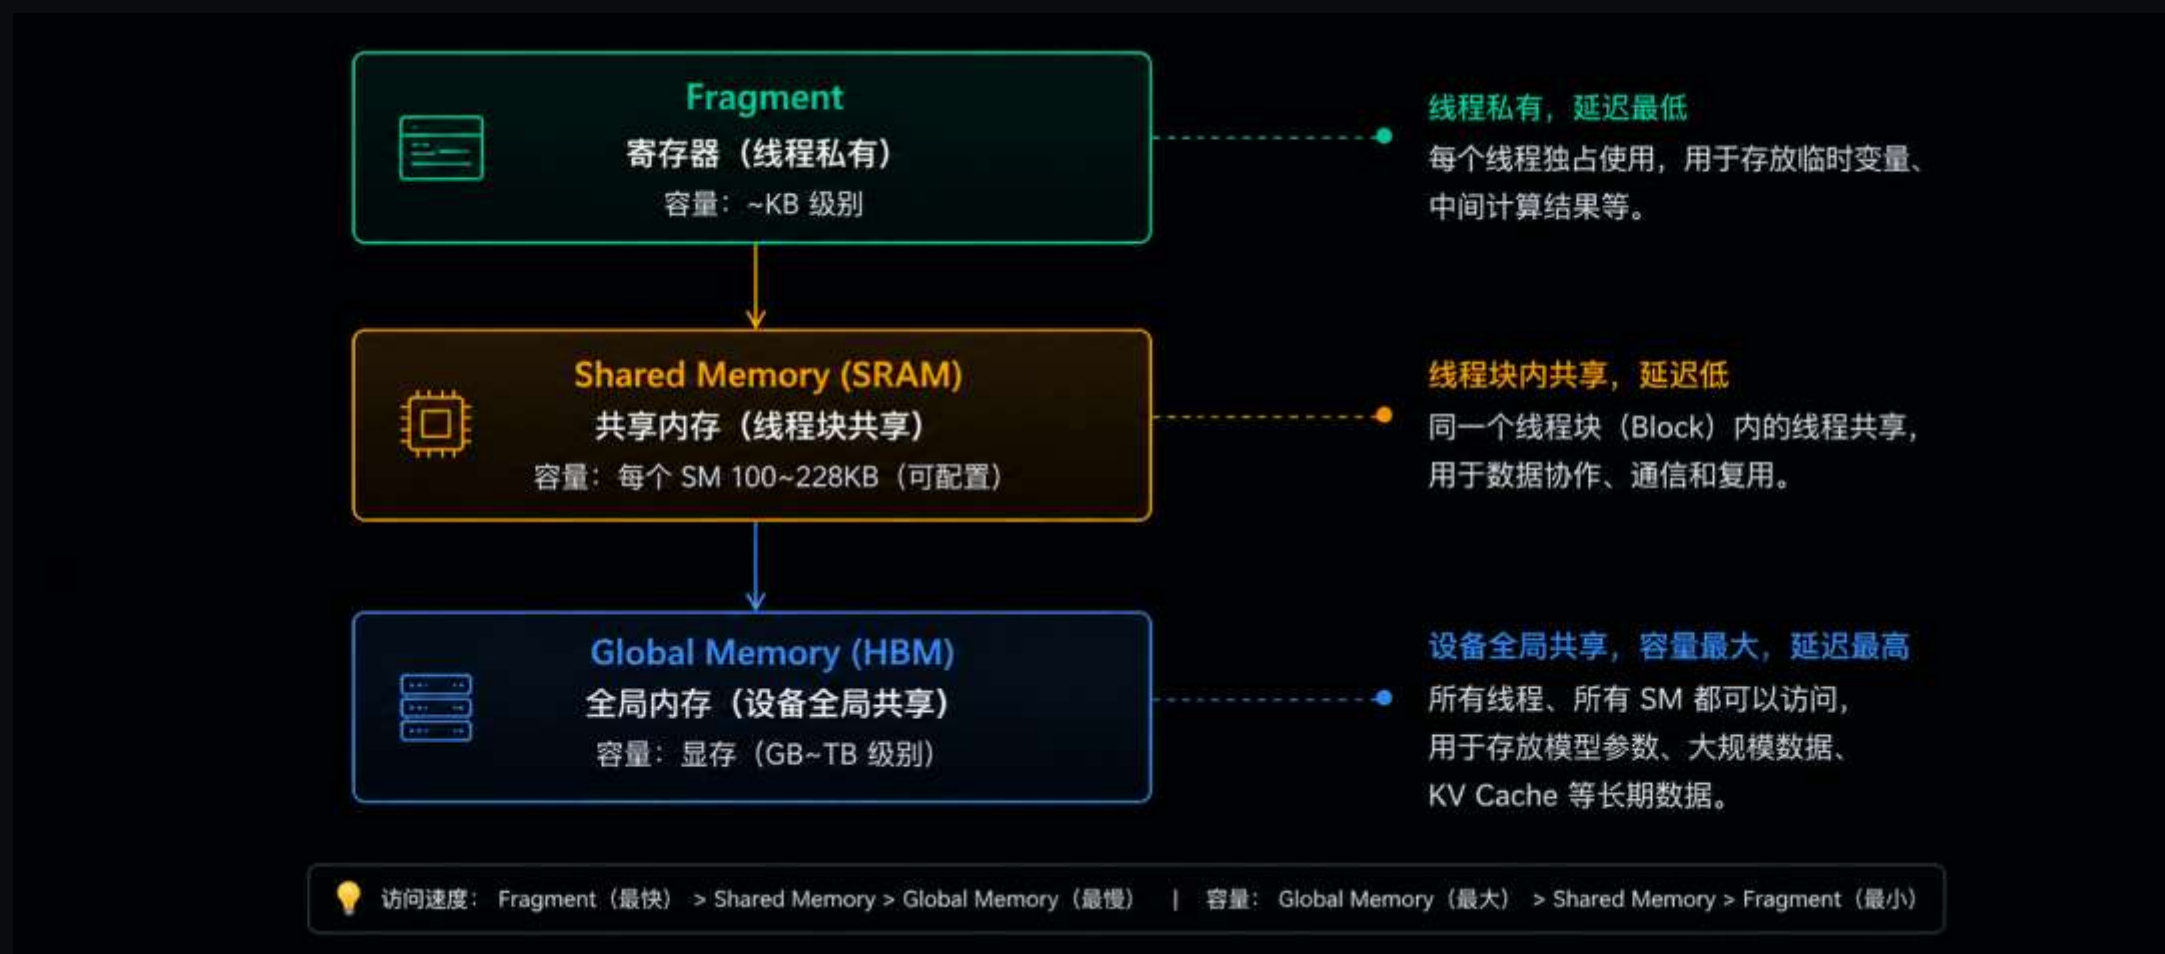 Fragment
寄存器（线程私有）
容量：~KB 级别
线程私有，延迟最低
每个线程独占使用，用于存放临时变量、
中间计算结果等。
Shared Memory (SRAM)
共享内存（线程块共享）
容量：每个 SM 100~228KB（可配置）
线程块内共享，延迟低
同一个线程块（Block）内的线程共享，
用于数据协作、通信和复用。
Global Memory (HBM)
全局内存（设备全局共享）
容量：显存（GB~TB 级别）
设备全局共享，容量最大，延迟最高
所有线程、所有 SM 都可以访问，
用于存放模型参数、大规模数据、
KV Cache 等长期数据。
访问速度： Fragment（最快） > Shared Memory > Global Memory（最慢） | 容量： Global Memory（最大） > Shared Memory > Fragment（最小）